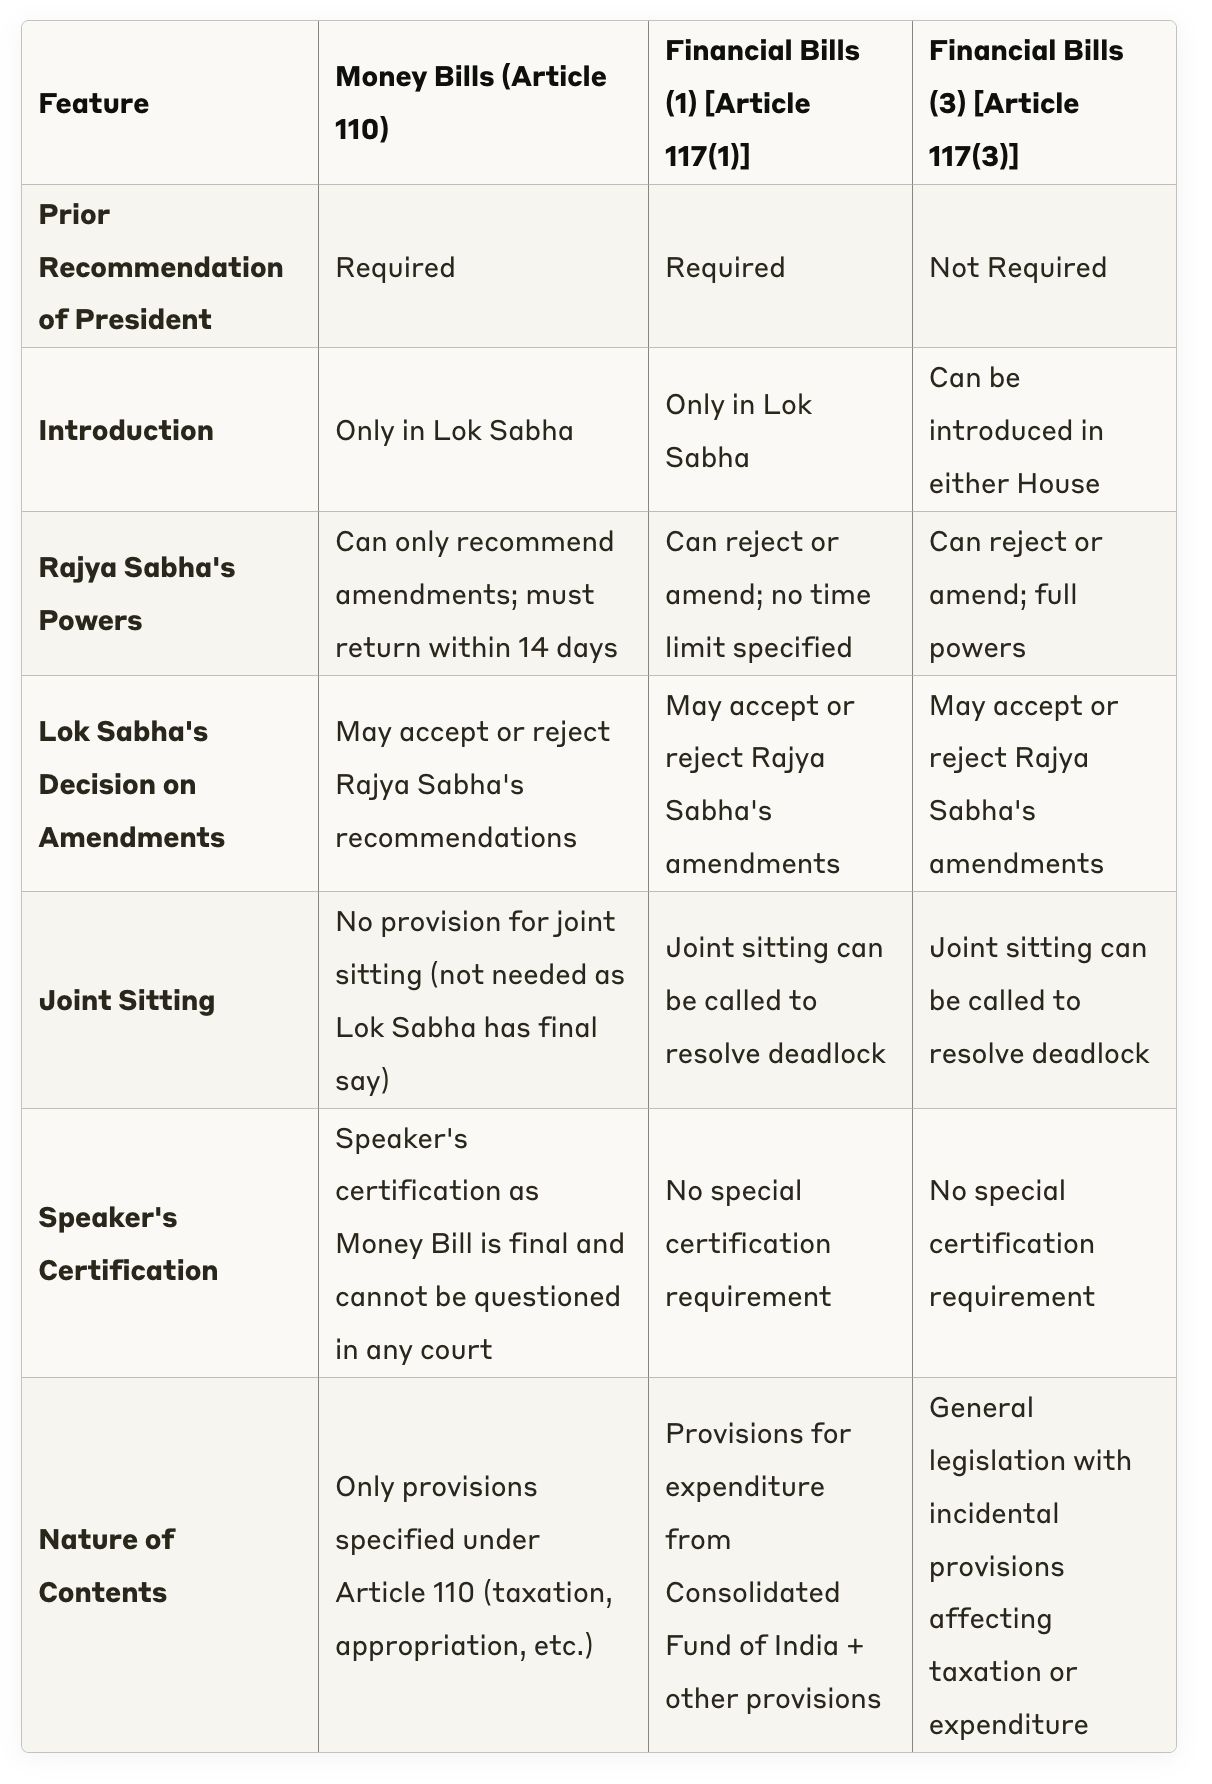 Feature
Money Bills (Article
110)
Financial Bills
(1) [Article
117(1)]
Financial Bills
(3) [Article
117(3)]
Prior
Recommendation
of President
Required
Required
Not Required
Introduction
Only in Lok Sabha
Only in Lok
Sabha
Can be
introduced in
either House
Rajya Sabha's
Powers
Can only recommend
amendments; must
return within 14 days
Can reject or
amend; no time
limit specified
Can reject or
amend; full
powers
Lok Sabha's
Decision on
Amendments
May accept or reject
Rajya Sabha's
recommendations
May accept or
reject Rajya
Sabha's
amendments
May accept or
reject Rajya
Sabha's
amendments
Joint Sitting
No provision for joint
sitting (not needed as
Lok Sabha has final
say)
Joint sitting can
be called to
resolve deadlock
Joint sitting can
be called to
resolve deadlock
Speaker's
Certification
Speaker's
certification as
Money Bill is final and
cannot be questioned
in any court
No special
certification
requirement
No special
certification
requirement
Nature of
Contents
Only provisions
specified under
Article 110 (taxation,
appropriation, etc.)
Provisions for
expenditure
from
Consolidated
Fund of India +
other provisions
General
legislation with
incidental
provisions
affecting
taxation or
expenditure